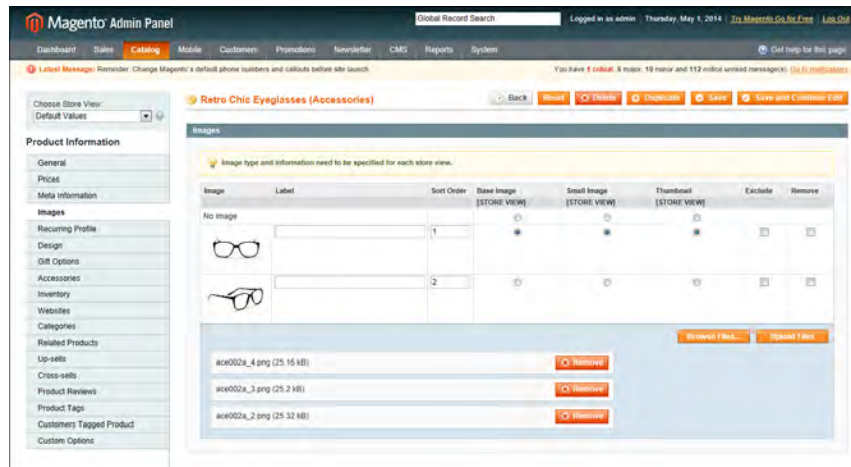 Magento® Admin Panel
Global Record Search
Logged in as admin
Thursday, May 1, 2014
Try Magento Go for Free
Log Out
Dashboard
Sales
Catalog
Mobile
Customers
Promotions
Newsletter
CMS
Reports
System
Get help for this page
Latest Message: Reminder: Change Magento's default phone numbers and callouts before site launch
You have 1 critical, 5 major, 19 minor and 112 notice unread message(s). Go to notifications
Choose Store View:
Default Values
Product Information
General
Prices
Meta Information
Images
Recurring Profile
Design
Gift Options
Accessories
Inventory
Websites
Categories
Related Products
Up-sells
Cross-sells
Product Reviews
Product Tags
Customers Tagged Product
Custom Options
Retro Chic Eyeglasses (Accessories)
Back
Reset
Delete
Duplicate
Save
Save and Continue Edit
Images
Image type and information need to be specified for each store view.
Image
Label
Sort Order
Base Image
[STORE VIEW]
Small Image
[STORE VIEW]
Thumbnail
[STORE VIEW]
Exclude
Remove
No image
1
2
Browse Files...
Upload Files
ace002a_4.png (25.16 kB)
Remove
ace002a_3.png (25.2 kB)
Remove
ace002a_2.png (25.32 kB)
Remove